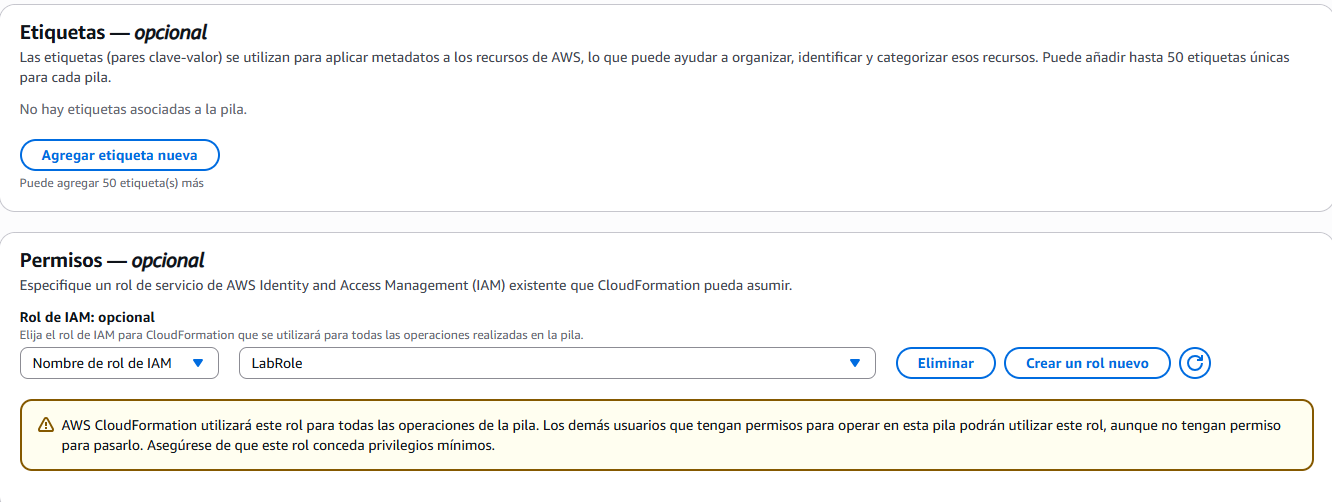 Etiquetas — opcional
Las etiquetas (pares clave-valor) se utilizan para aplicar metadatos a los recursos de AWS, lo que puede ayudar a organizar, identificar y categorizar esos recursos. Puede añadir hasta 50 etiquetas únicas
para cada pila.
No hay etiquetas asociadas a la pila.
Agregar etiqueta nueva
Puede agregar 50 etiqueta(s) más
Permisos — opcional
Especifique un rol de servicio de AWS Identity and Access Management (IAM) existente que CloudFormation pueda asumir.
Rol de IAM: opcional
Elija el rol de IAM para CloudFormation que se utilizará para todas las operaciones realizadas en la pila.
Nombre de rol de IAM LabRole Eliminar Crear un rol nuevo
AWS CloudFormation utilizará este rol para todas las operaciones de la pila. Los demás usuarios que tengan permisos para operar en esta pila podrán utilizar este rol, aunque no tengan permiso
para pasarlo. Asegúrese de que este rol conceda privilegios mínimos.